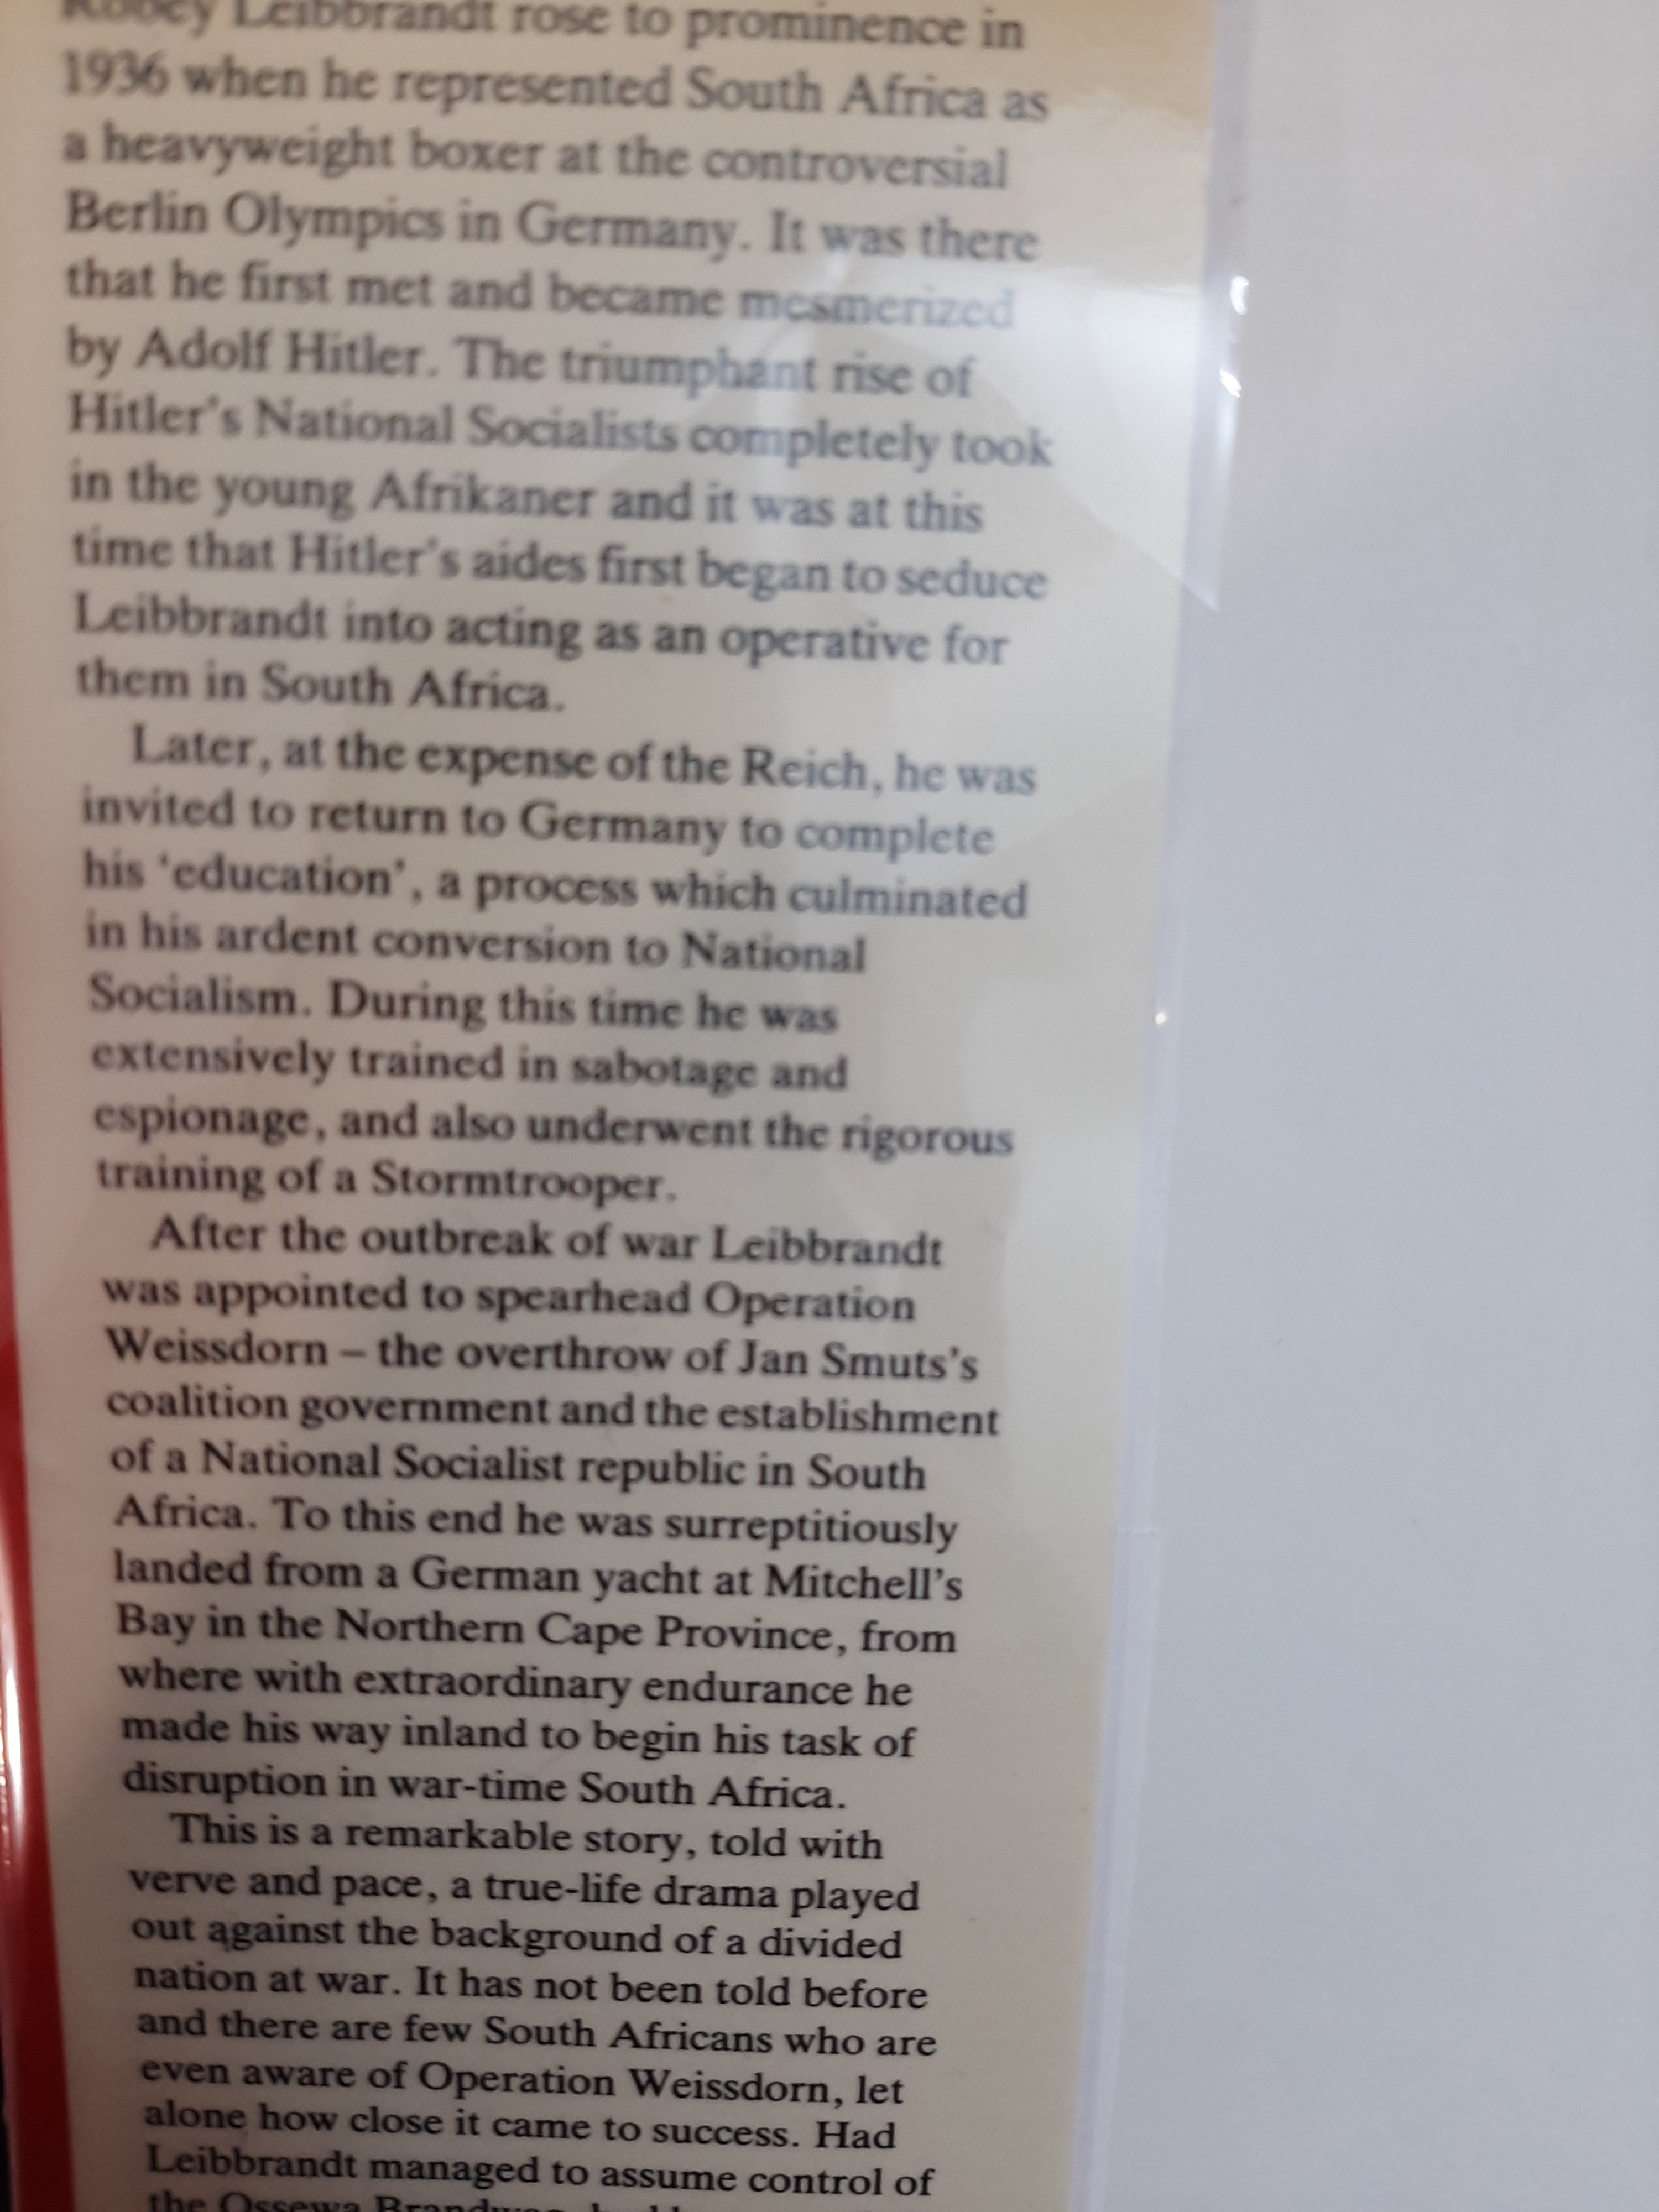 Robey Leibbrandt rose to prominence in
1936 when he represented South Africa as
a heavyweight boxer at the controversial
Berlin Olympics in Germany. It was there
that he first met and became mesmerized
by Adolf Hitler. The triumphant rise of
Hitler's National Socialists completely took
in the young Afrikaner and it was at this
time that Hitler's aides first began to seduce
Leibbrandt into acting as an operative for
them in South Africa.
Later, at the expense of the Reich, he was
invited to return to Germany to complete
his 'education', a process which culminated
in his ardent conversion to National
Socialism. During this time he was
extensively trained in sabotage and
espionage, and also underwent the rigorous
training of a Stormtrooper.
After the outbreak of war Leibbrandt
was appointed to spearhead Operation
Weissdorn – the overthrow of Jan Smuts's
coalition government and the establishment
of a National Socialist republic in South
Africa. To this end he was surreptitiously
landed from a German yacht at Mitchell's
Bay in the Northern Cape Province, from
where with extraordinary endurance he
made his way inland to begin his task of
disruption in war-time South Africa.
This is a remarkable story, told with
verve and pace, a true-life drama played
out against the background of a divided
nation at war. It has not been told before
and there are few South Africans who are
even aware of Operation Weissdorn, let
alone how close it came to success. Had
Leibbrandt managed to assume control of
the Ossewa